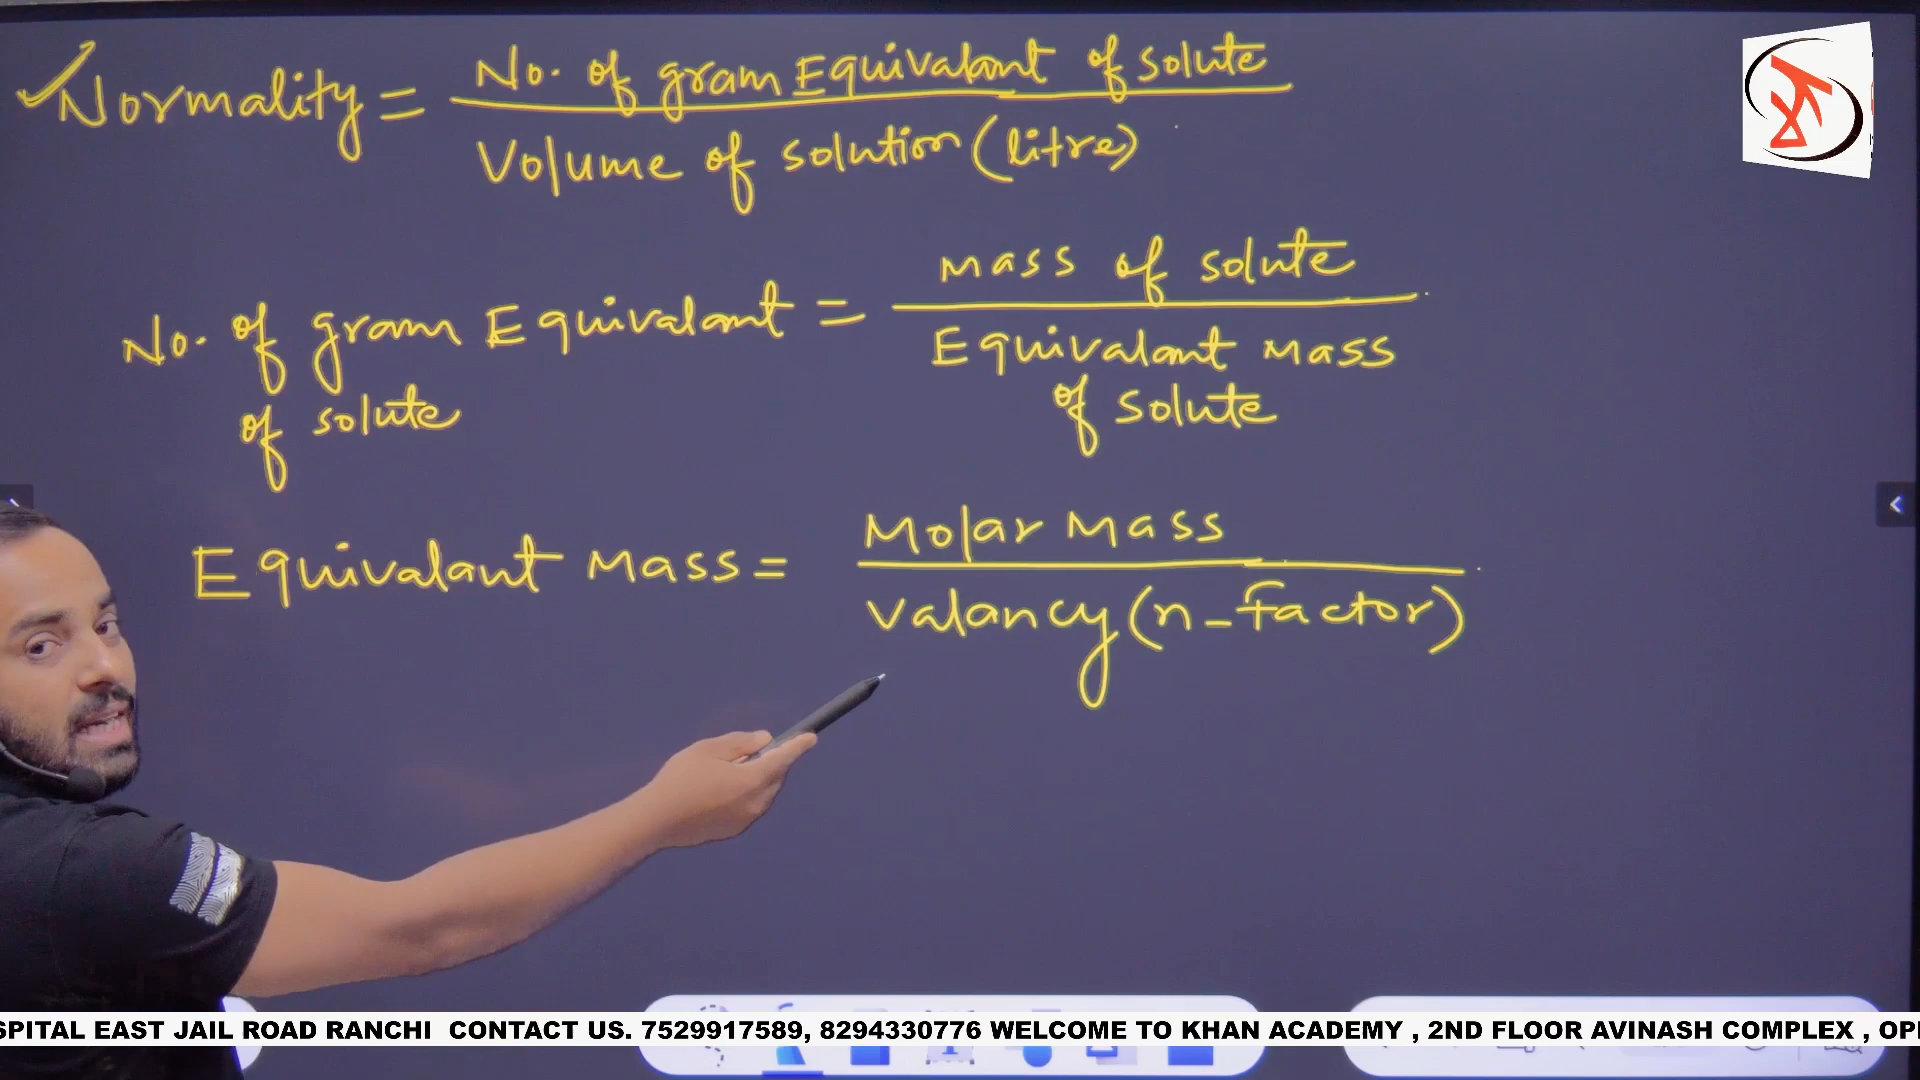 Normality = No. of gram Equivalant of solute
Volume of solution (litre)
No. of gram Equivalant = mass of solute
of solute
Equivalant Mass
of solute
Equivalant Mass = Molar Mass
Valancy (n-factor)
SPITAL EAST JAIL ROAD RANCHI CONTACT US. 7529917589, 8294330776 WELCOME TO KHAN ACADEMY , 2ND FLOOR AVINASH COMPLEX , OP